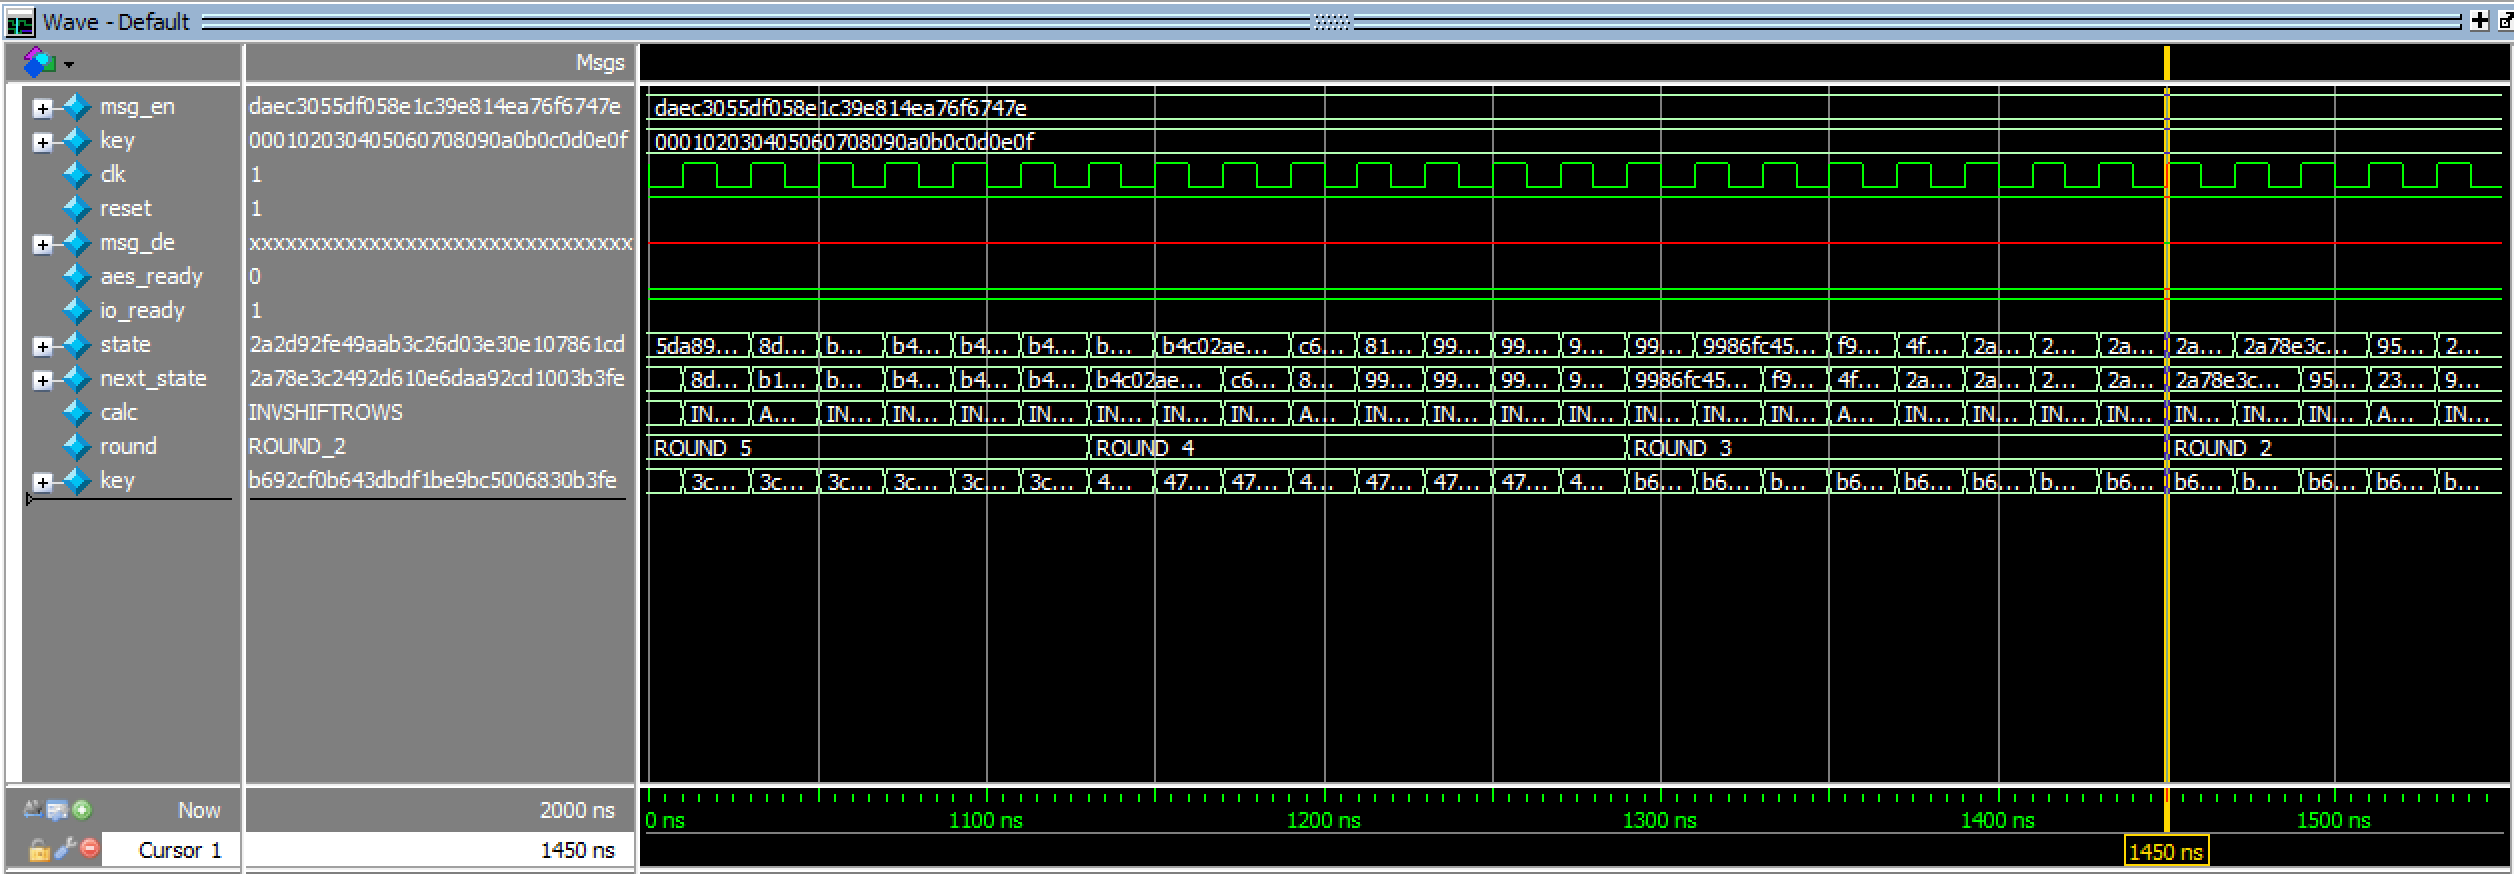 Wave - Default
Msgs
msg_en daec3055df058e1c39e814ea76f6747e daec3055df058e1c39e814ea76f6747e
key 000102030405060708090a0b0c0d0e0f 000102030405060708090a0b0c0d0e0f
clk 1
reset 1
msg_de xxxxxxxxxxxxxxxxxxxxxxxxxxxxxxxx
aes_ready 0
io_ready 1
state 2a2d92fe49aab3c26d03e30e107861cd 5da89... 8d... b... b4... b4... b4... b... b4c02ae... c6... 81... 99... 99... 9... 99... 9986fc45... f9... 4f... 2a... 2... 2a... 2a... 2a78e3c... 95... 2...
next_state 2a78e3c2492d610e6daa92cd1003b3fe 8d... b1... b... b4... b4... b4... b4c02ae... c6... 8... 99... 99... 99... 9... 9986fc45... f9... 4f... 2a... 2a... 2... 2a... 2a78e3c... 95... 23... 9...
calc INVSHIFTROWS IN... A... IN... IN... IN... IN... IN... IN... IN... A... IN... IN... IN... IN... IN... IN... IN... A... IN... IN... IN... IN... IN... IN... IN... A... IN...
round ROUND_2 ROUND_5 ROUND_4 ROUND_3 ROUND_2
key b692cf0b643dbdf1be9bc5006830b3fe 3c... 3c... 3c... 3c... 3c... 3c... 4... 47... 47... 4... 47... 47... 47... 4... b6... b6... b... b6... b6... b6... b... b6... b6... b... b6... b6... b...
Now 2000 ns 0 ns 1100 ns 1200 ns 1300 ns 1400 ns 1500 ns
Cursor 1 1450 ns 1450 ns